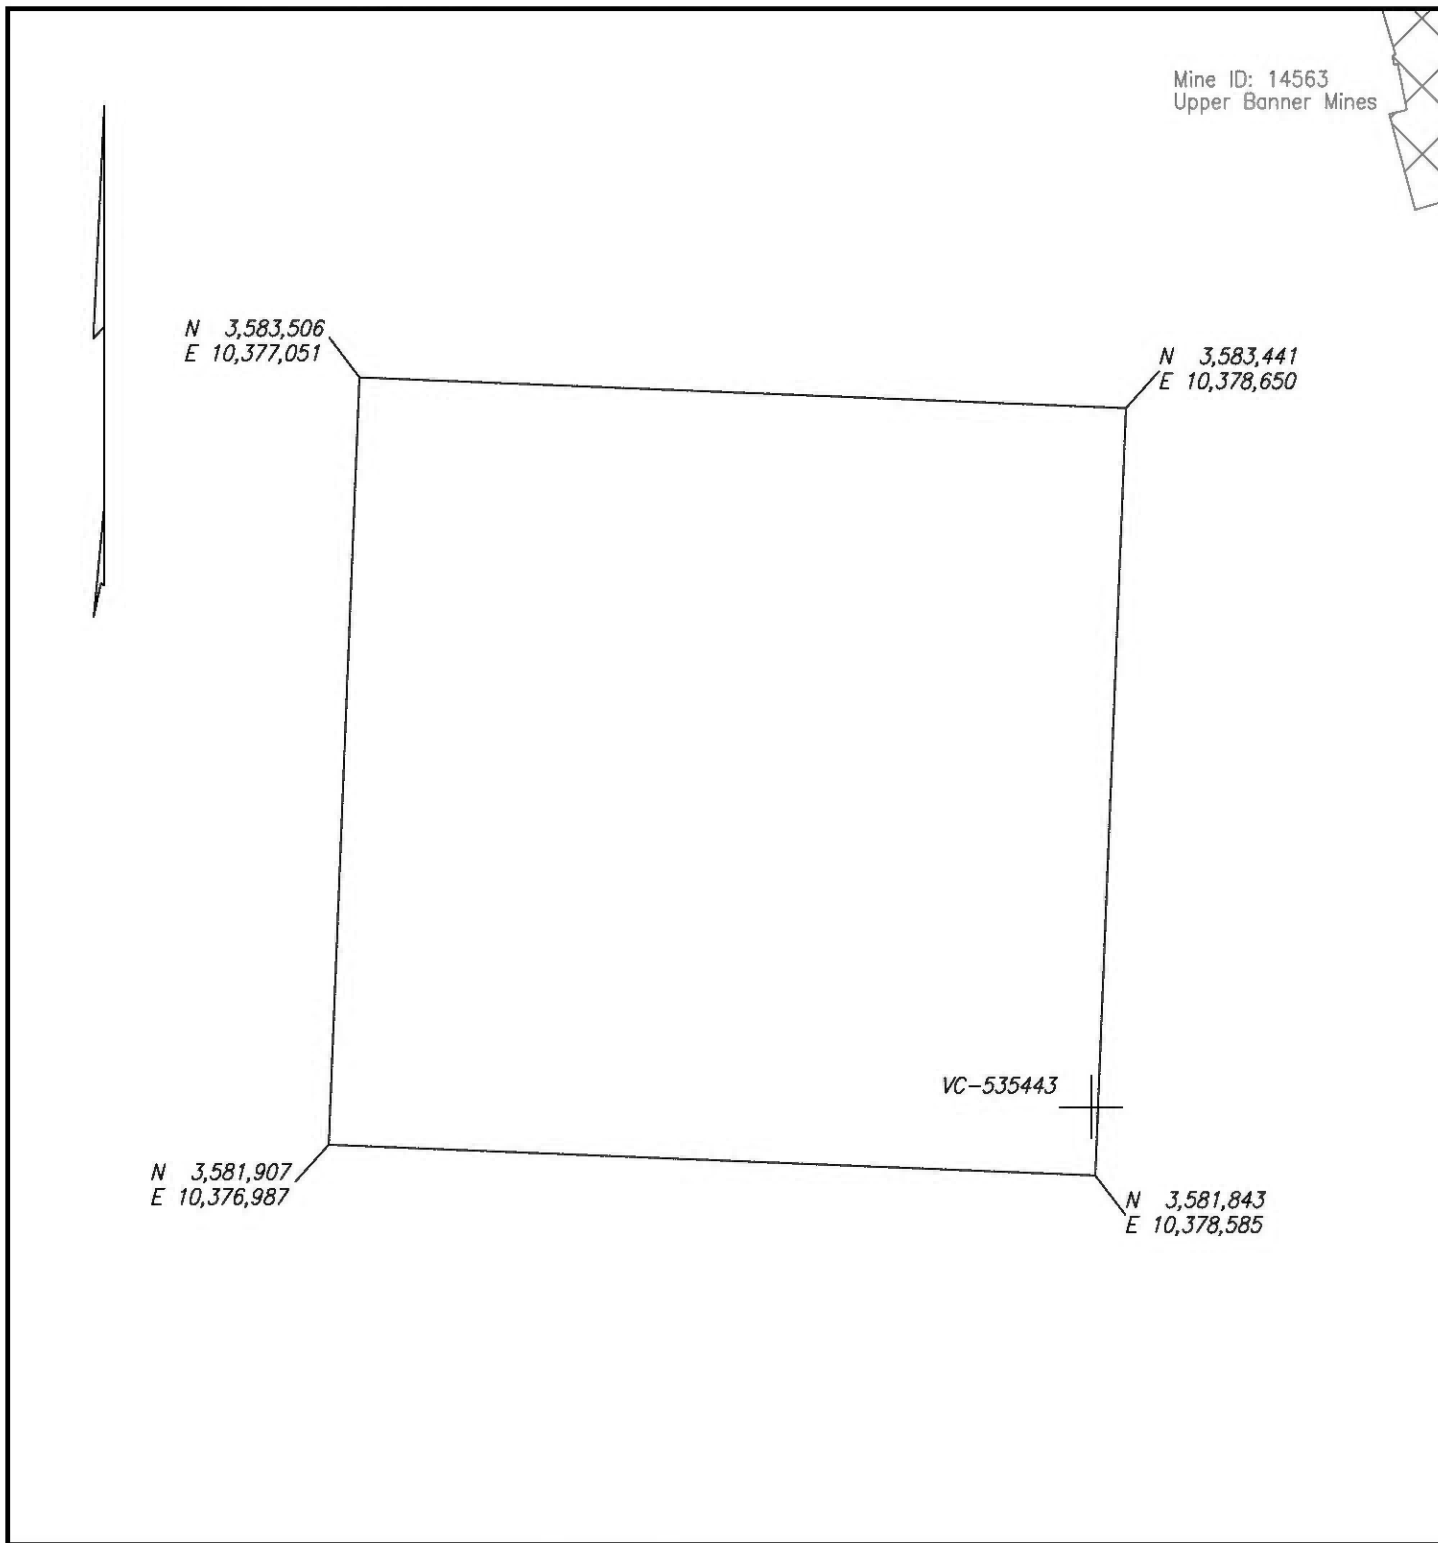 Mine ID: 14563
Upper Banner Mines
N 3,583,506
E 10,377,051
N 3,583,441
E 10,378,650
VC-535443
N 3,581,907
E 10,376,987
N 3,581,843
E 10,378,585